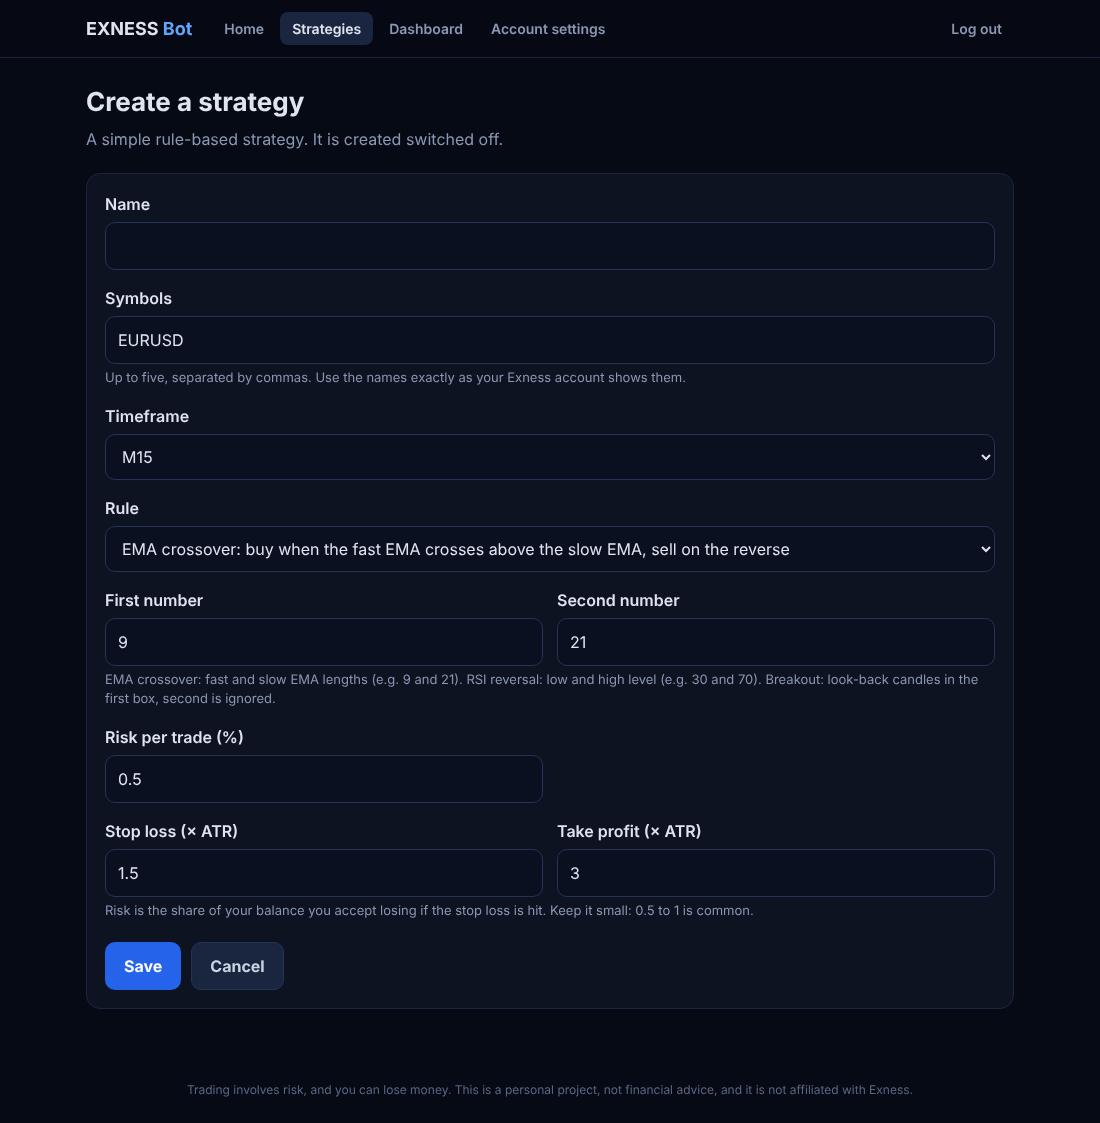 EXNESS Bot Home Strategies Dashboard Account settings Log out
Create a strategy
A simple rule-based strategy. It is created switched off.
Name
Symbols
EURUSD
Up to five, separated by commas. Use the names exactly as your Exness account shows them.
Timeframe
M15
Rule
EMA crossover: buy when the fast EMA crosses above the slow EMA, sell on the reverse
First number Second number
9 21
EMA crossover: fast and slow EMA lengths (e.g. 9 and 21). RSI reversal: low and high level (e.g. 30 and 70). Breakout: look-back candles in the
first box, second is ignored.
Risk per trade (%)
0.5
Stop loss (× ATR) Take profit (× ATR)
1.5 3
Risk is the share of your balance you accept losing if the stop loss is hit. Keep it small: 0.5 to 1 is common.
Save Cancel
Trading involves risk, and you can lose money. This is a personal project, not financial advice, and it is not affiliated with Exness.